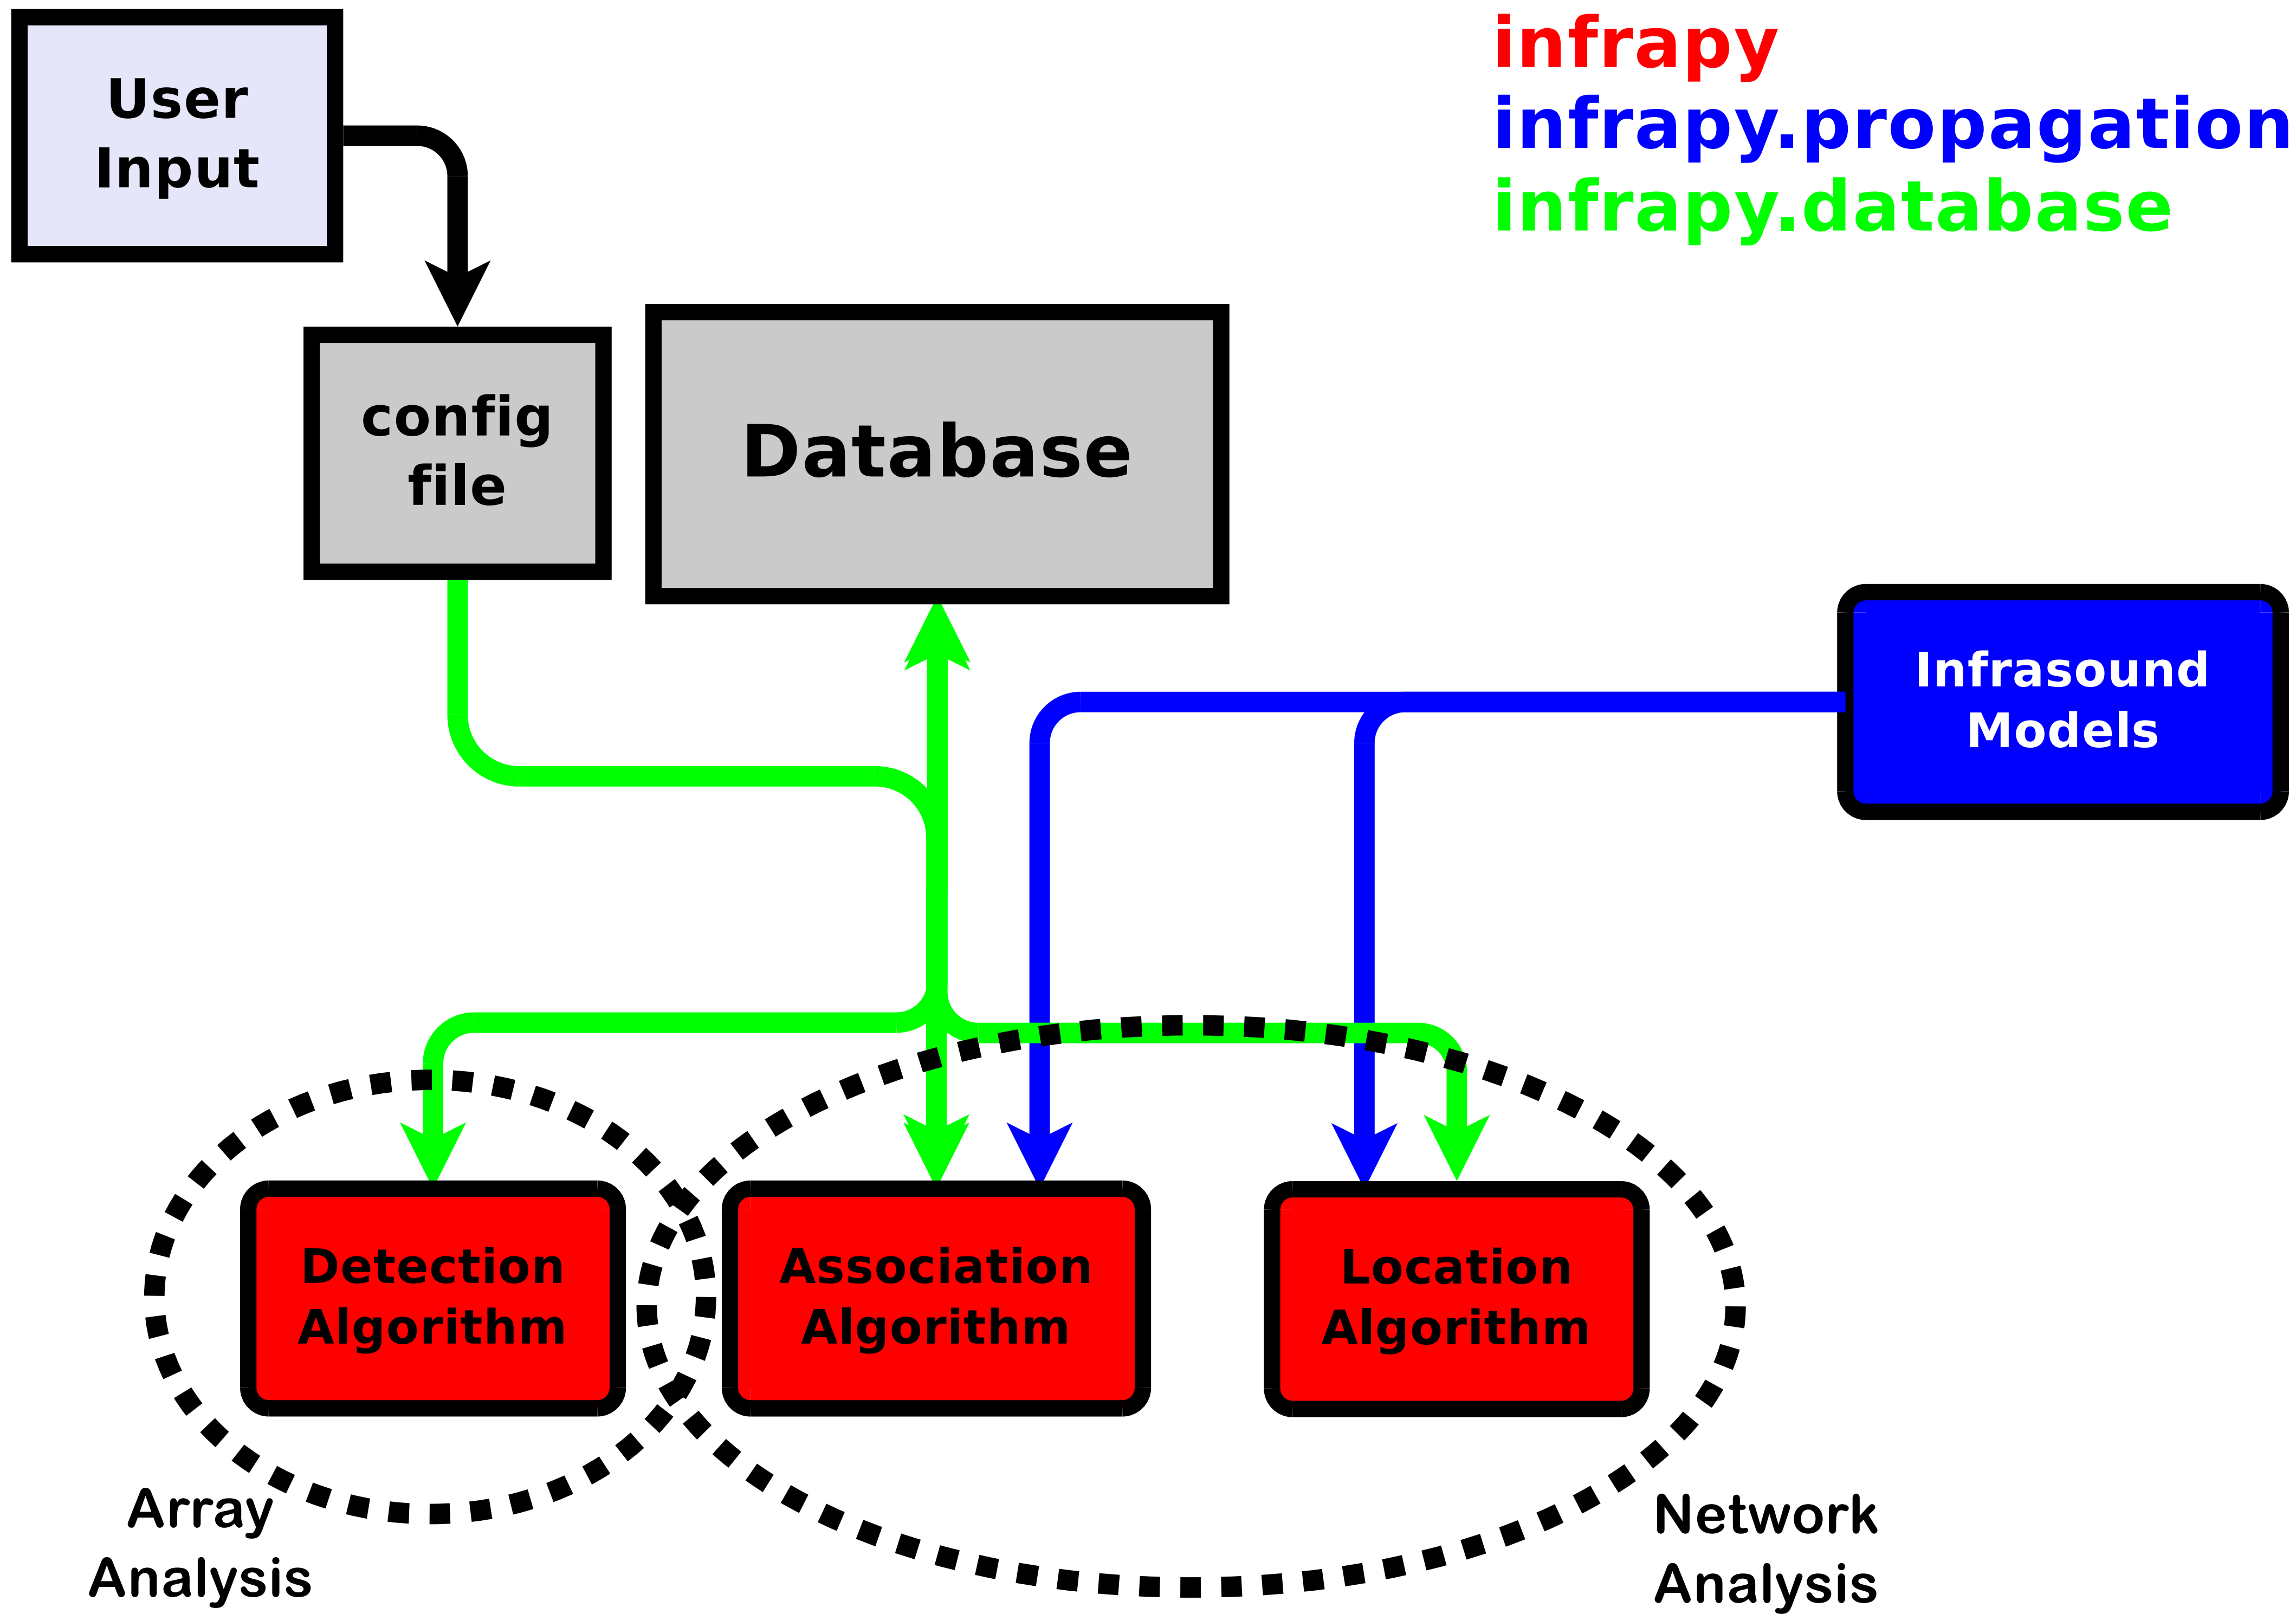 User
Input
infrapy
infrapy.propagation
infrapy.database
config
file
Database
Infrasound
Models
Detection
Algorithm
Association
Algorithm
Location
Algorithm
Array
Analysis
Network
Analysis